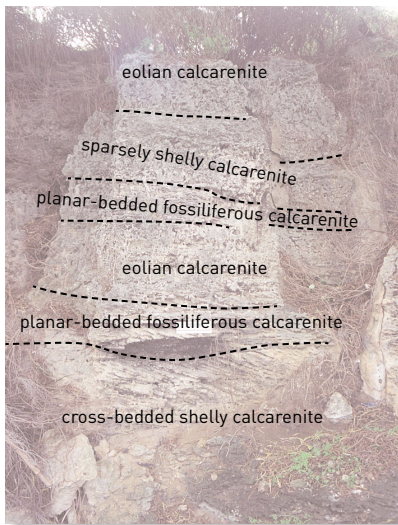 eolian calcarenite
sparsely shelly calcarenite
planar-bedded fossiliferous calcarenite
eolian calcarenite
planar-bedded fossiliferous calcarenite
cross-bedded shelly calcarenite